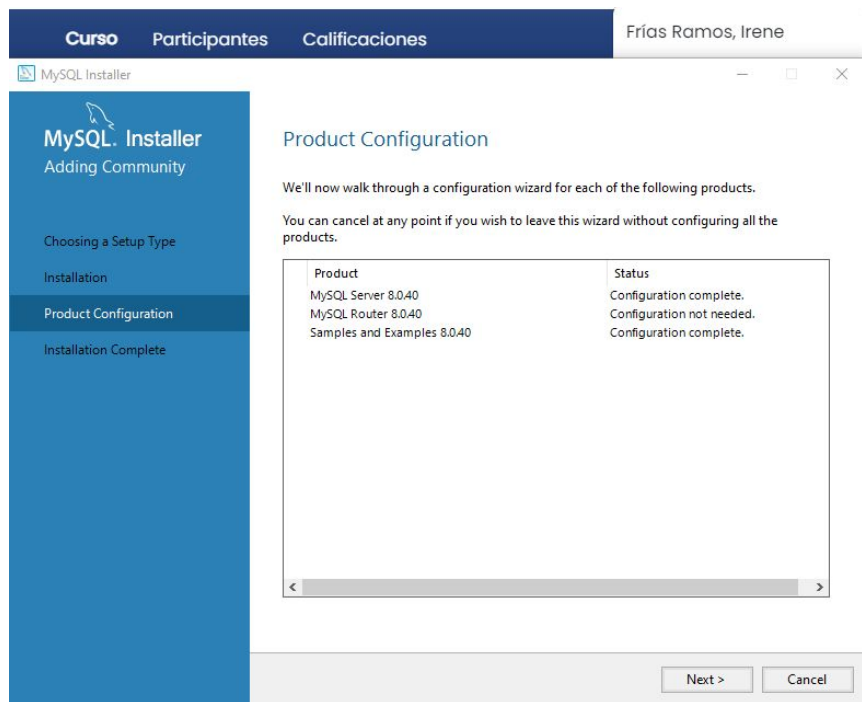 Curso Participantes Calificaciones Frías Ramos, Irene
MySQL Installer
MySQL. Installer
Adding Community
Choosing a Setup Type
Installation
Product Configuration
Installation Complete
Product Configuration
We'll now walk through a configuration wizard for each of the following products.
You can cancel at any point if you wish to leave this wizard without configuring all the
products.
Product Status
MySQL Server 8.0.40 Configuration complete.
MySQL Router 8.0.40 Configuration not needed.
Samples and Examples 8.0.40 Configuration complete.
Next > Cancel